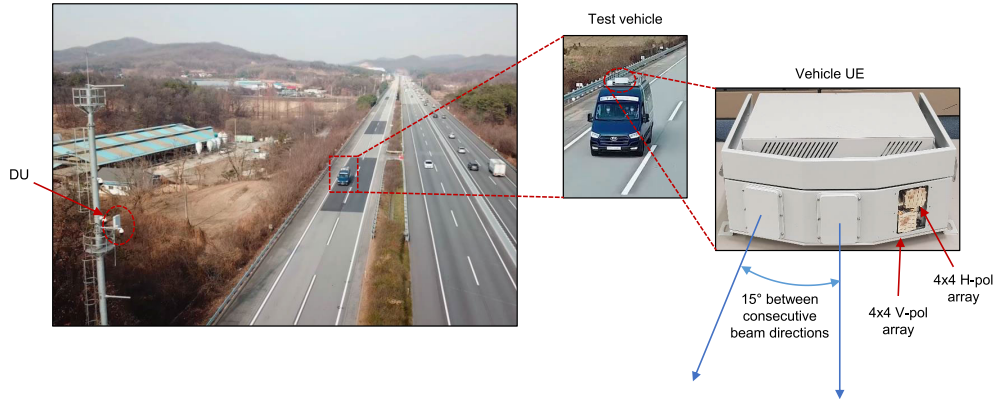 Test vehicle
Vehicle UE
DU
4x4 H-pol
array
4x4 V-pol
array
15° between
consecutive
beam directions